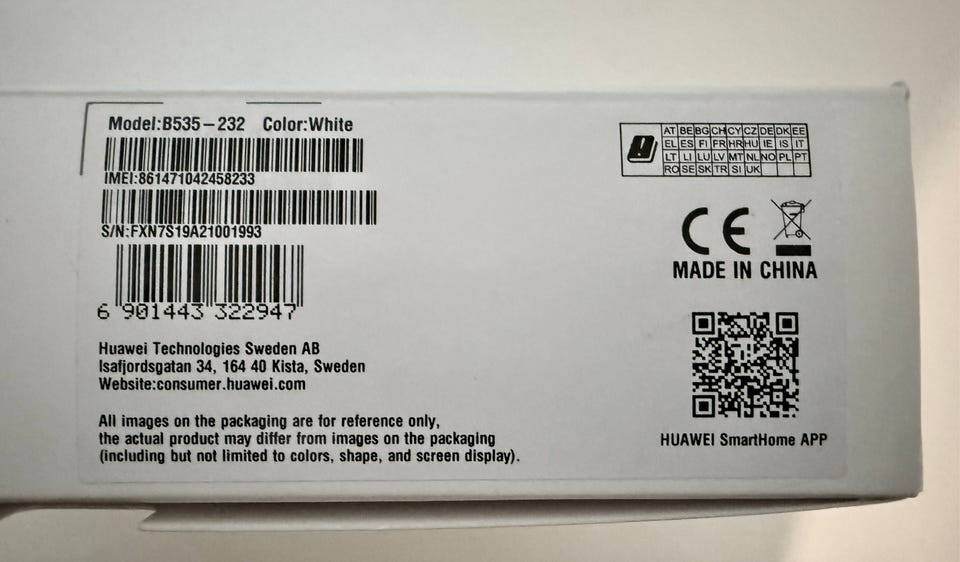 Model:B535-232 Color:White
IMEI:861471042458233
S/N:FXN7S19A21001993
6 901443 322947
Huawei Technologies Sweden AB
Isafjordsgatan 34, 164 40 Kista, Sweden
Website:consumer.huawei.com
All images on the packaging are for reference only,
the actual product may differ from images on the packaging
(including but not limited to colors, shape, and screen display).
AT BE BG CH CY CZ DE DK EE
EL ES FI FR HR HU IE IS IT
LT LI LU LV MT NL NO PL PT
RO SE SK TR SI UK
CE
MADE IN CHINA
HUAWEI SmartHome APP